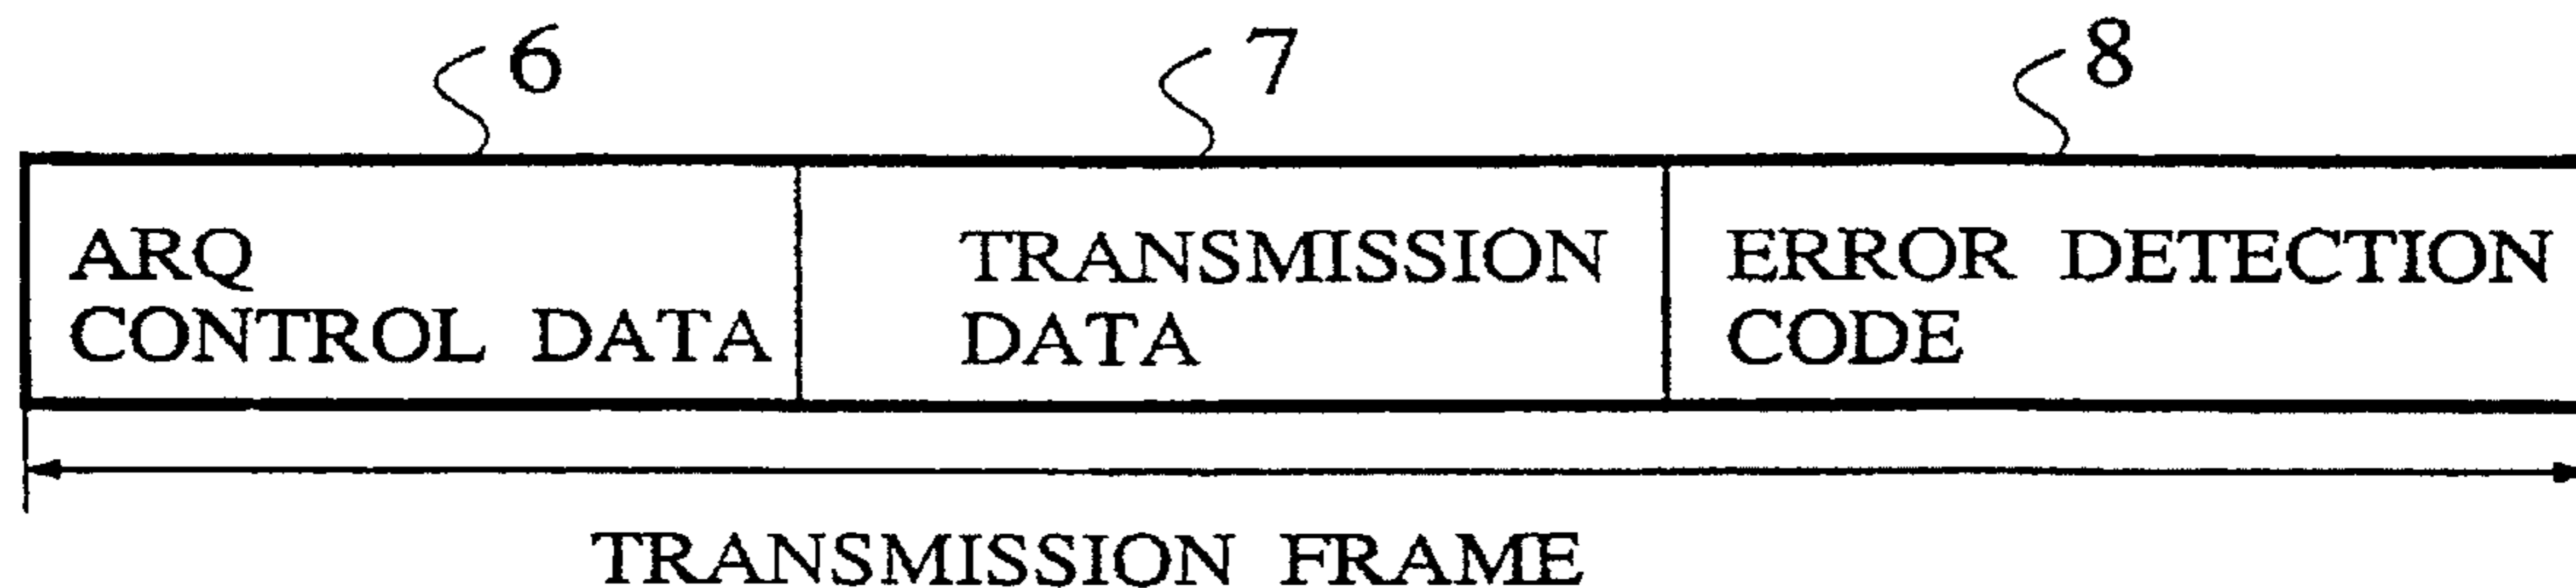 6
7
8
ARQ
CONTROL DATA
TRANSMISSION
DATA
ERROR DETECTION
CODE
TRANSMISSION FRAME